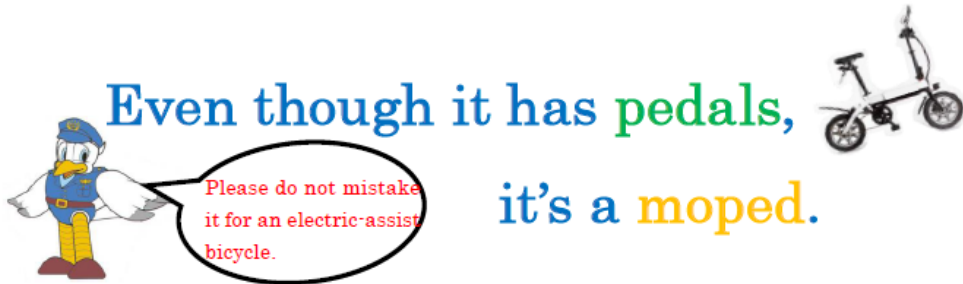 Even though it has pedals,
it's a moped.
Please do not mistake
it for an electric-assist
bicycle.